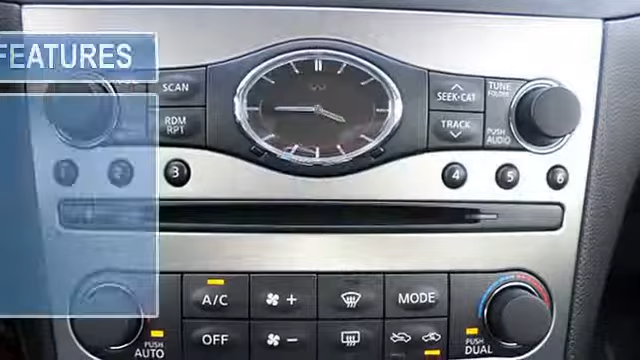 FEATURES
SCAN
SEEK·CAT
TUNE
FOLDER
RDM
RPT
TRACK
PUSH
AUDIO
1 2 3 4 5 6
A/C + MODE
OFF -
PUSH
AUTO
PUSH
DUAL